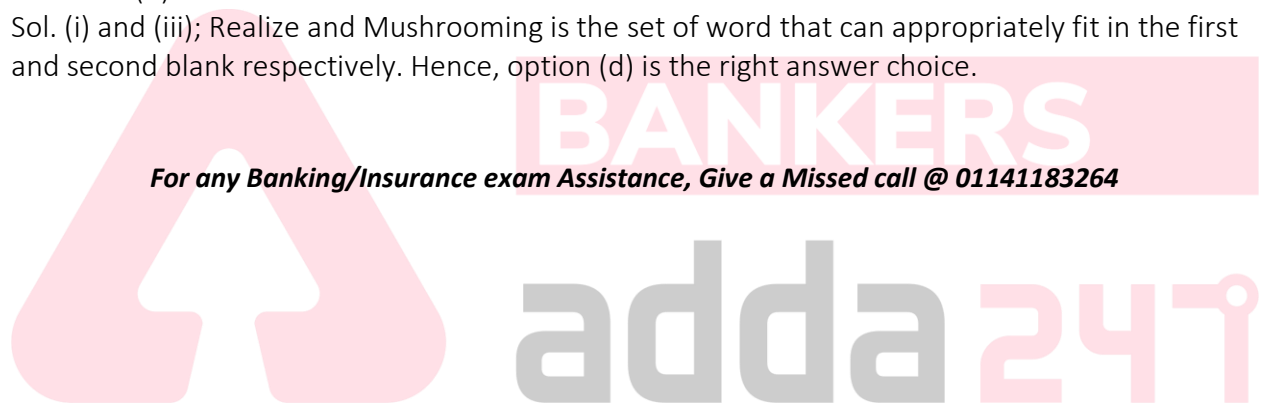 Sol. (i) and (iii); Realize and Mushrooming is the set of word that can appropriately fit in the first
and second blank respectively. Hence, option (d) is the right answer choice.
BANKERS
For any Banking/Insurance exam Assistance, Give a Missed call @ 01141183264
adda 247